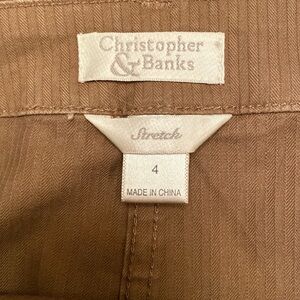 Christopher
& Banks
Stretch
4
MADE IN CHINA